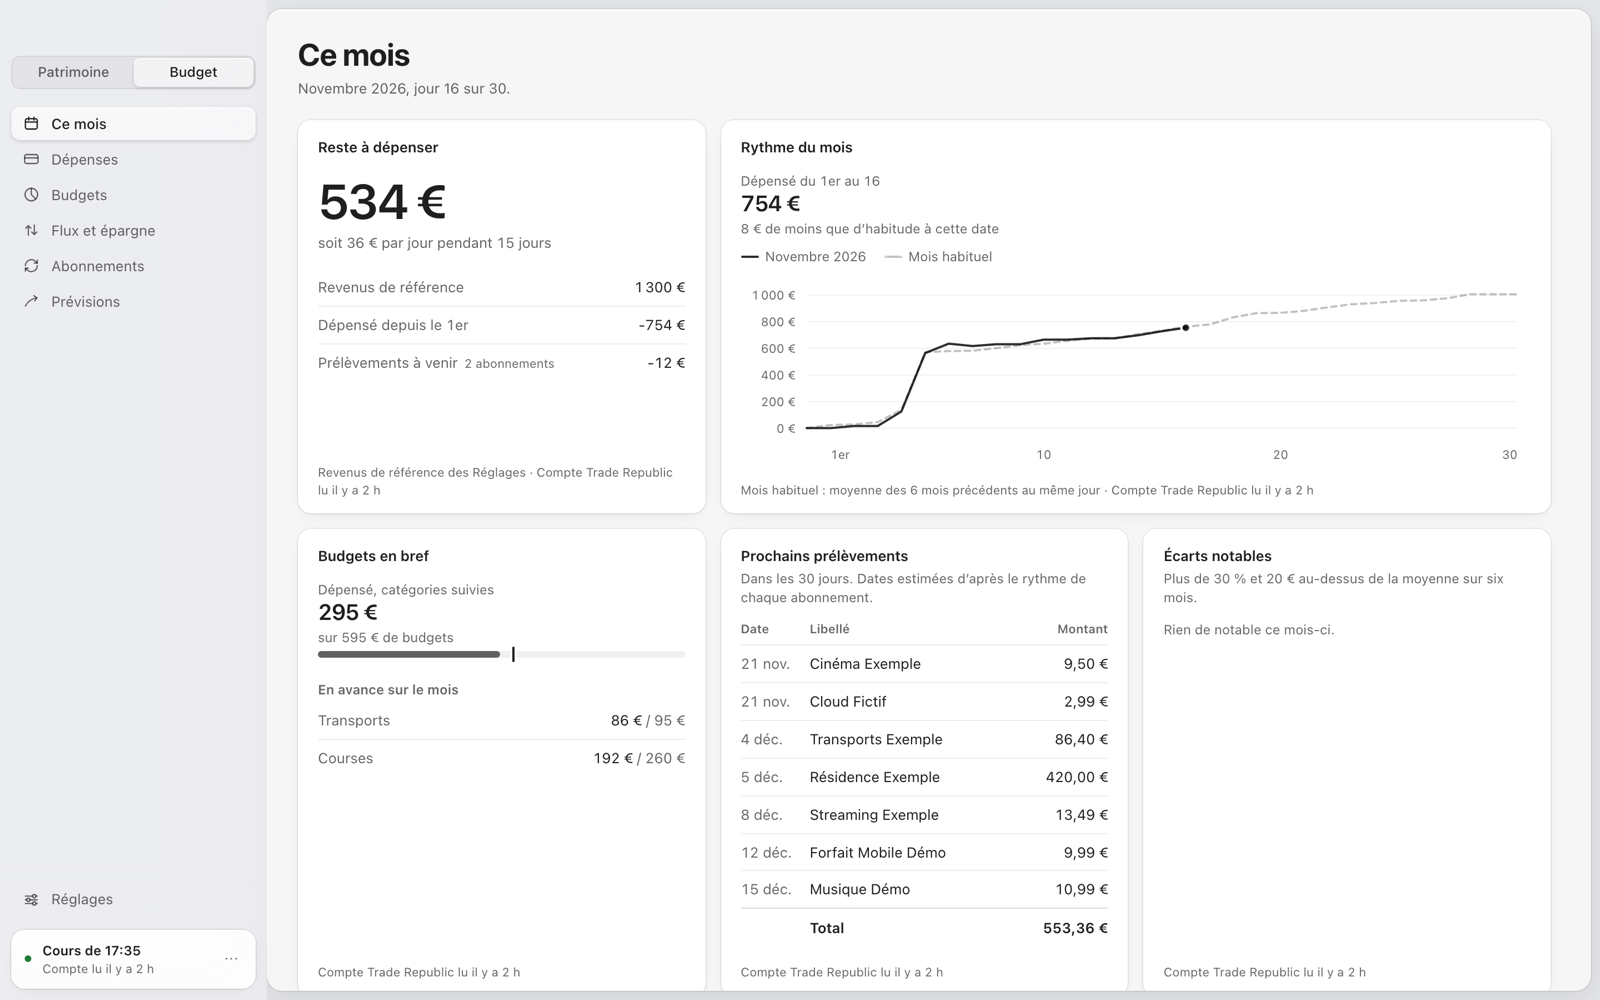 Patrimoine
Budget
Ce mois
Dépenses
Budgets
Flux et épargne
Abonnements
Prévisions
Réglages
Cours de 17:35
Compte lu il y a 2 h
Ce mois
Novembre 2026, jour 16 sur 30.
Reste à dépenser
534 €
soit 36 € par jour pendant 15 jours
Revenus de référence 1 300 €
Dépensé depuis le 1er -754 €
Prélèvements à venir 2 abonnements -12 €
Revenus de référence des Réglages · Compte Trade Republic
lu il y a 2 h
Rythme du mois
Dépensé du 1er au 16
754 €
8 € de moins que d’habitude à cette date
Novembre 2026 Mois habituel
1 000 €
800 €
600 €
400 €
200 €
0 €
1er 10 20 30
Mois habituel : moyenne des 6 mois précédents au même jour · Compte Trade Republic lu il y a 2 h
Budgets en bref
Dépensé, catégories suivies
295 €
sur 595 € de budgets
En avance sur le mois
Transports 86 € / 95 €
Courses 192 € / 260 €
Compte Trade Republic lu il y a 2 h
Prochains prélèvements
Dans les 30 jours. Dates estimées d’après le rythme de
chaque abonnement.
Date Libellé Montant
21 nov. Cinéma Exemple 9,50 €
21 nov. Cloud Fictif 2,99 €
4 déc. Transports Exemple 86,40 €
5 déc. Résidence Exemple 420,00 €
8 déc. Streaming Exemple 13,49 €
12 déc. Forfait Mobile Démo 9,99 €
15 déc. Musique Démo 10,99 €
Total 553,36 €
Compte Trade Republic lu il y a 2 h
Écarts notables
Plus de 30 % et 20 € au-dessus de la moyenne sur six
mois.
Rien de notable ce mois-ci.
Compte Trade Republic lu il y a 2 h